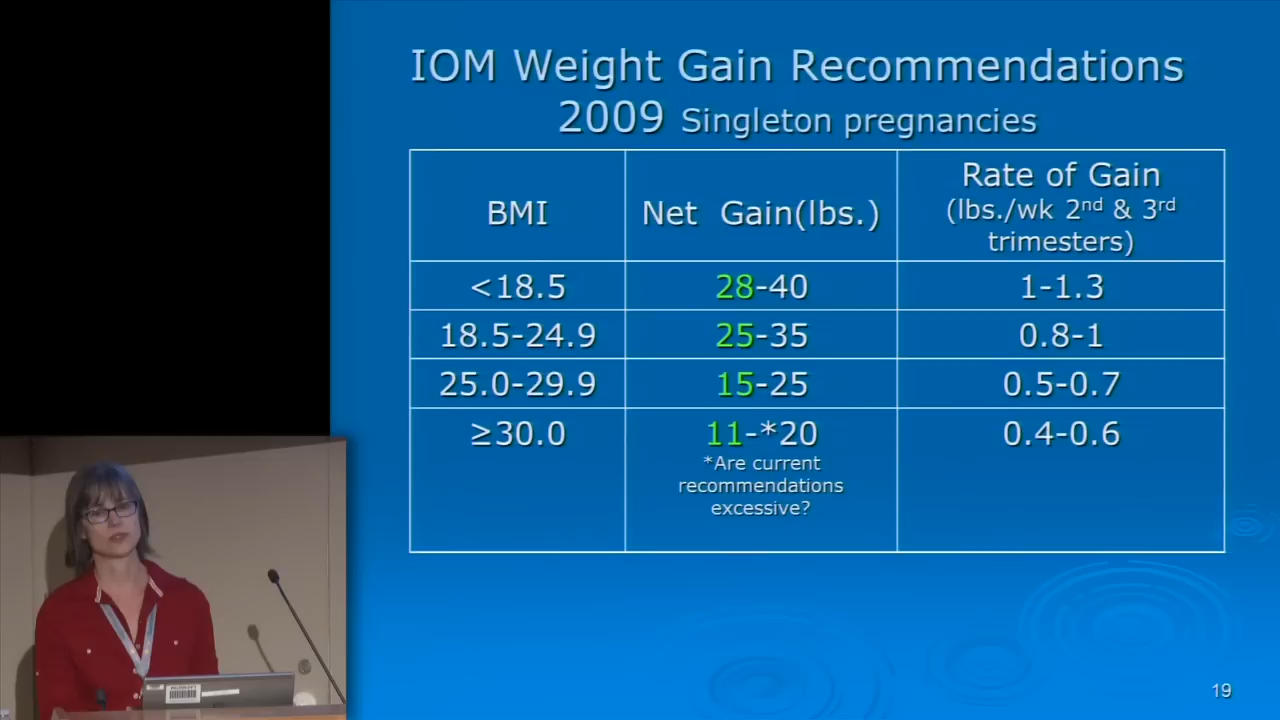 IOM Weight Gain Recommendations
2009 Singleton pregnancies
BMI
Net Gain(lbs.)
Rate of Gain
(lbs./wk 2nd & 3rd
trimesters)
<18.5
28-40
1-1.3
18.5-24.9
25-35
0.8-1
25.0-29.9
15-25
0.5-0.7
≥30.0
11-*20
*Are current
recommendations
excessive?
0.4-0.6
19